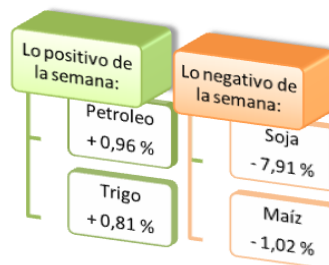 Lo positivo de
la semana:
Petroleo
+ 0,96 %
Trigo
+ 0,81 %
Lo negativo de
la semana:
Soja
- 7,91 %
Maíz
- 1,02 %